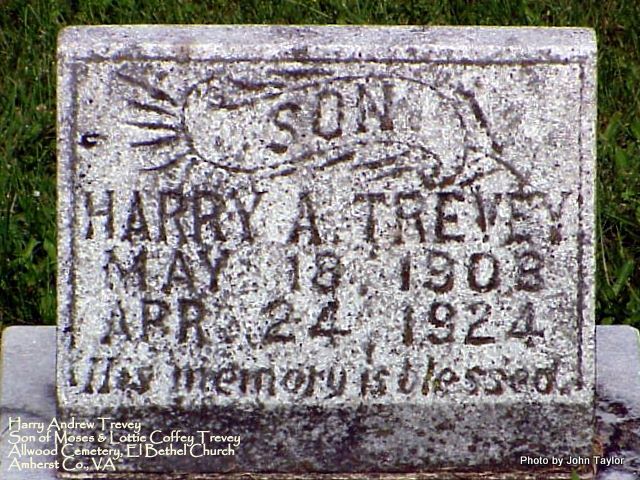 SON
HARRY A. TREVEY
MAY 18, 1903
APR. 24, 1924
His memory is blessed.
Harry Andrew Trevey
Son of Moses & Lottie Coffey Trevey
Allwood Cemetery, El Bethel Church
Amherst Co., VA
Photo by John Taylor